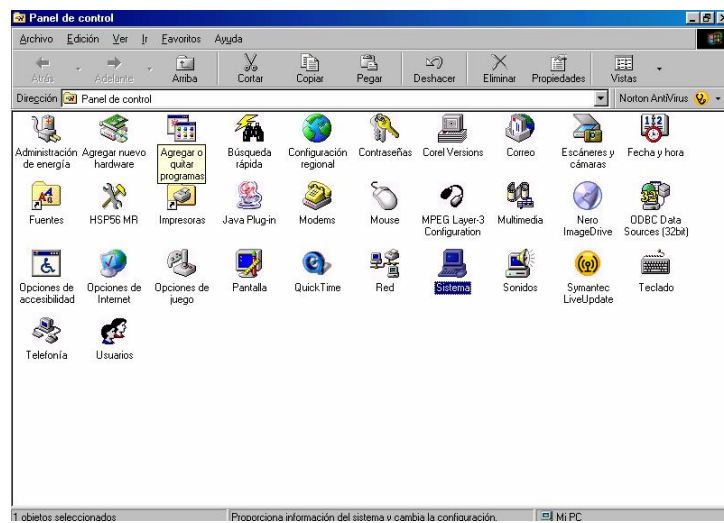 Panel de control
Archivo Edición Ver Ir Favoritos Ayuda
Atrás Adelante Arriba Cortar Copiar Pegar Deshacer Eliminar Propiedades Vistas
Dirección Panel de control Norton AntiVirus
Administración de energía
Agregar nuevo hardware
Agregar o quitar programas
Búsqueda rápida
Configuración regional
Contraseñas
Corel Versions
Correo
Escáneres y cámaras
Fecha y hora
Fuentes
HSP56 MR
Impresoras
Java Plug-in
Modems
Mouse
MPEG Layer-3 Configuration
Multimedia
Nero ImageDrive
ODBC Data Sources (32bit)
Opciones de accesibilidad
Opciones de Internet
Opciones de juego
Pantalla
QuickTime
Red
Sistema
Sonidos
Symantec LiveUpdate
Teclado
Telefonía
Usuarios
1 objetos seleccionados Proporciona información del sistema y cambia la configuración. Mi PC